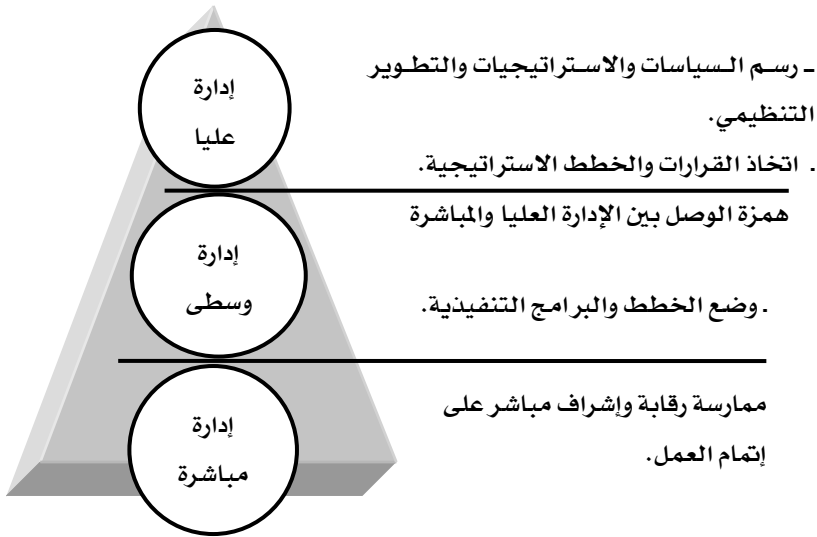 إدارة
عليا
ـ رسم السياسات والاستراتيجيات والتطوير
التنظيمي.
. اتخاذ القرارات والخطط الاستراتيجية.
إدارة
وسطى
همزة الوصل بين الإدارة العليا والمباشرة
. وضع الخطط والبرامج التنفيذية.
إدارة
مباشرة
ممارسة رقابة وإشراف مباشر على
إتمام العمل.